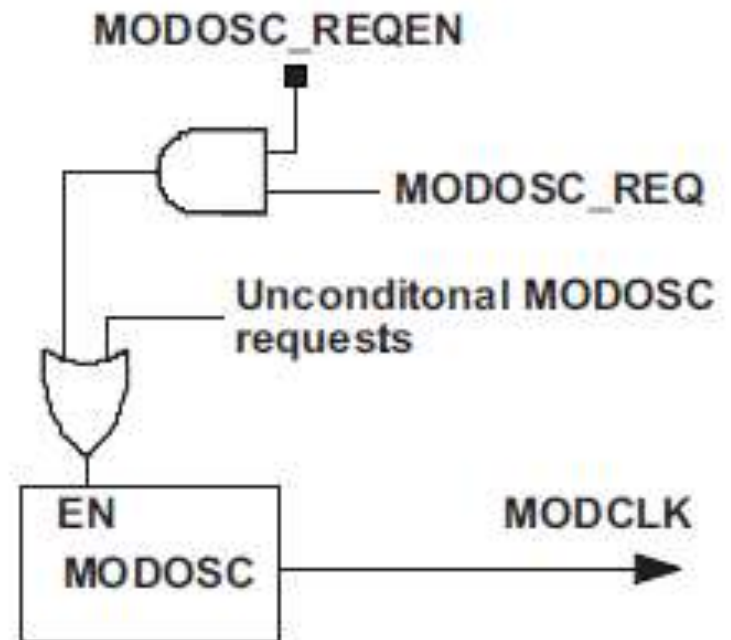 MODOSC_REQEN
MODOSC_REQ
Unconditonal MODOSC
requests
EN
MODOSC
MODCLK